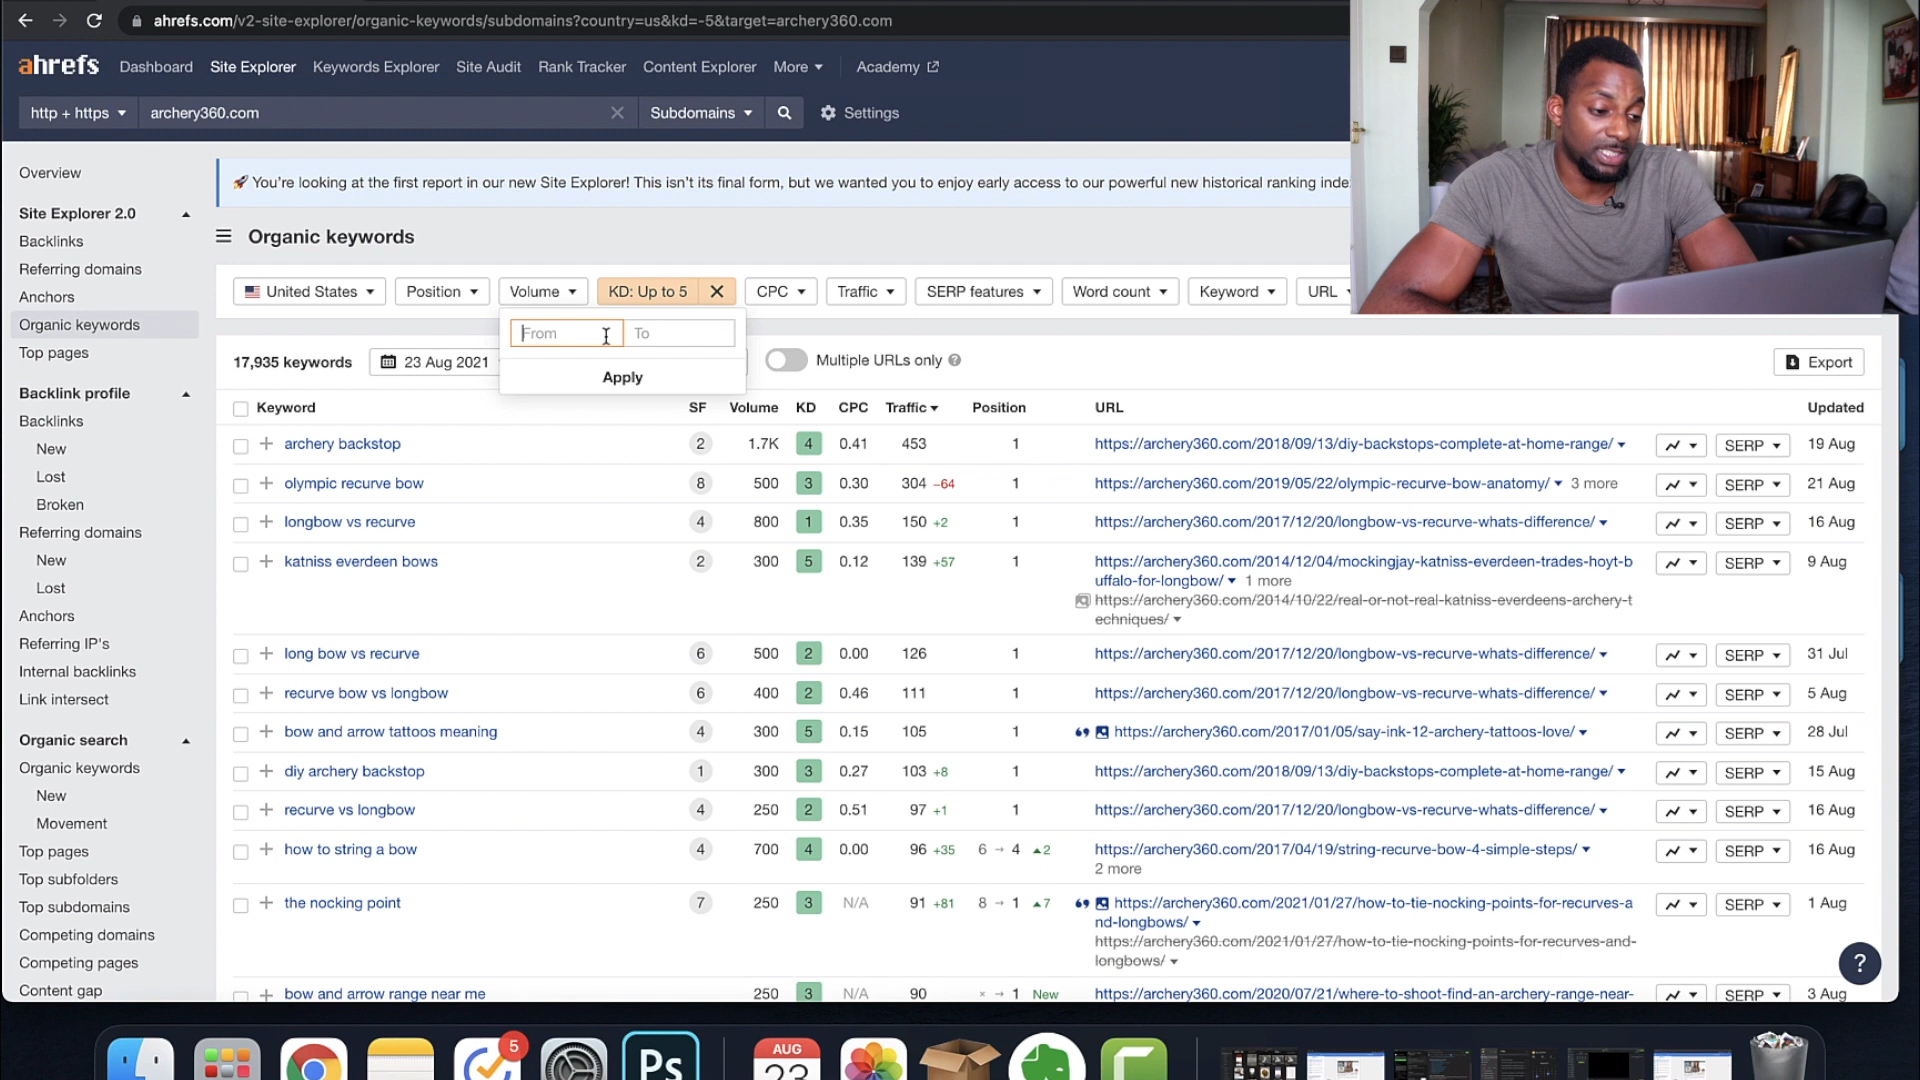 ahrefs.com/v2-site-explorer/organic-keywords/subdomains?country=us&kd=-5&target=archery360.com
ahrefs Dashboard Site Explorer Keywords Explorer Site Audit Rank Tracker Content Explorer More Academy
http + https archery360.com Subdomains Settings
Overview
Site Explorer 2.0
Backlinks
Referring domains
Anchors
Organic keywords
Top pages
Backlink profile
Backlinks
New
Lost
Broken
Referring domains
New
Lost
Anchors
Referring IP's
Internal backlinks
Link intersect
Organic search
Organic keywords
New
Movement
Top pages
Top subfolders
Top subdomains
Competing domains
Competing pages
Content gap
🚀 You're looking at the first report in our new Site Explorer! This isn't its final form, but we wanted you to enjoy early access to our powerful new historical ranking inde
Organic keywords
United States Position Volume KD: Up to 5 CPC Traffic SERP features Word count Keyword URL
From To
Apply
17,935 keywords 23 Aug 2021 Multiple URLs only ? Export
Keyword SF Volume KD CPC Traffic Position URL Updated
archery backstop 2 1.7K 4 0.41 453 1 https://archery360.com/2018/09/13/diy-backstops-complete-at-home-range/ SERP 19 Aug
olympic recurve bow 8 500 3 0.30 304 −64 1 https://archery360.com/2019/05/22/olympic-recurve-bow-anatomy/ 3 more SERP 21 Aug
longbow vs recurve 4 800 1 0.35 150 +2 1 https://archery360.com/2017/12/20/longbow-vs-recurve-whats-difference/ SERP 16 Aug
katniss everdeen bows 2 300 5 0.12 139 +57 1 https://archery360.com/2014/12/04/mockingjay-katniss-everdeen-trades-hoyt-b SERP 9 Aug
uffalo-for-longbow/ 1 more
https://archery360.com/2014/10/22/real-or-not-real-katniss-everdeens-archery-t
echniques/
long bow vs recurve 6 500 2 0.00 126 1 https://archery360.com/2017/12/20/longbow-vs-recurve-whats-difference/ SERP 31 Jul
recurve bow vs longbow 6 400 2 0.46 111 1 https://archery360.com/2017/12/20/longbow-vs-recurve-whats-difference/ SERP 5 Aug
bow and arrow tattoos meaning 4 300 5 0.15 105 1 https://archery360.com/2017/01/05/say-ink-12-archery-tattoos-love/ SERP 28 Jul
diy archery backstop 1 300 3 0.27 103 +8 1 https://archery360.com/2018/09/13/diy-backstops-complete-at-home-range/ SERP 15 Aug
recurve vs longbow 4 250 2 0.51 97 +1 1 https://archery360.com/2017/12/20/longbow-vs-recurve-whats-difference/ SERP 16 Aug
how to string a bow 4 700 4 0.00 96 +35 6 → 4 ▲2 https://archery360.com/2017/04/19/string-recurve-bow-4-simple-steps/ SERP 16 Aug
2 more
the nocking point 7 250 3 N/A 91 +81 8 → 1 ▲7 https://archery360.com/2021/01/27/how-to-tie-nocking-points-for-recurves-a SERP 1 Aug
nd-longbows/
https://archery360.com/2021/01/27/how-to-tie-nocking-points-for-recurves-and-
longbows/
bow and arrow range near me 250 3 N/A 90 × → 1 New https://archery360.com/2020/07/21/where-to-shoot-find-an-archery-range-near- SERP 3 Aug
?
5
Ps
AUG
23